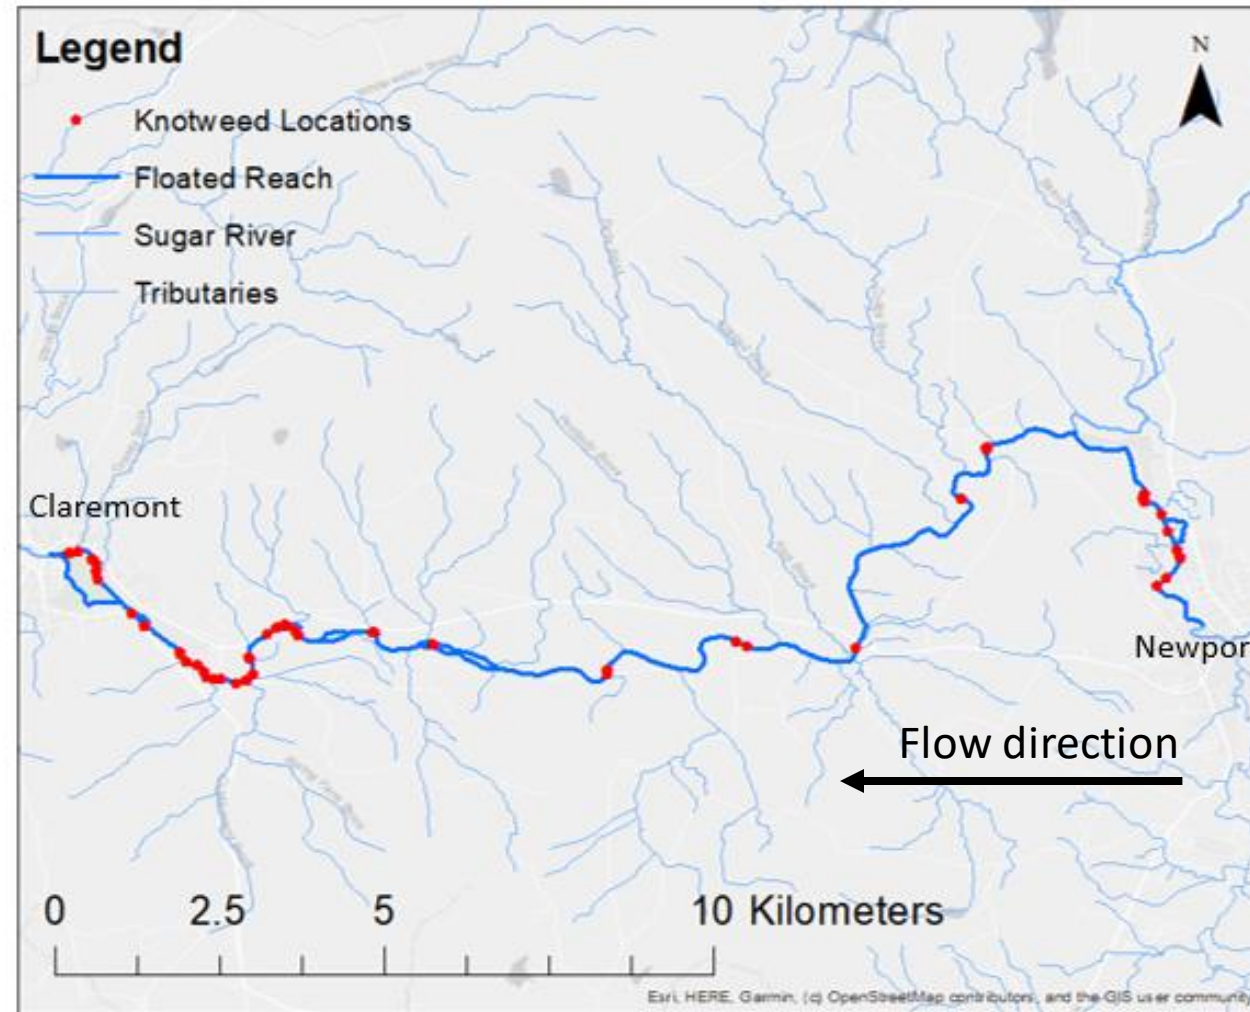 Legend
N
Knotweed Locations
Floated Reach
Sugar River
Tributaries
Claremont
Newpor
Flow direction
0 2.5 5 10 Kilometers
Esri, HERE, Garmin, (c) OpenStreetMap contributors, and the GIS user community